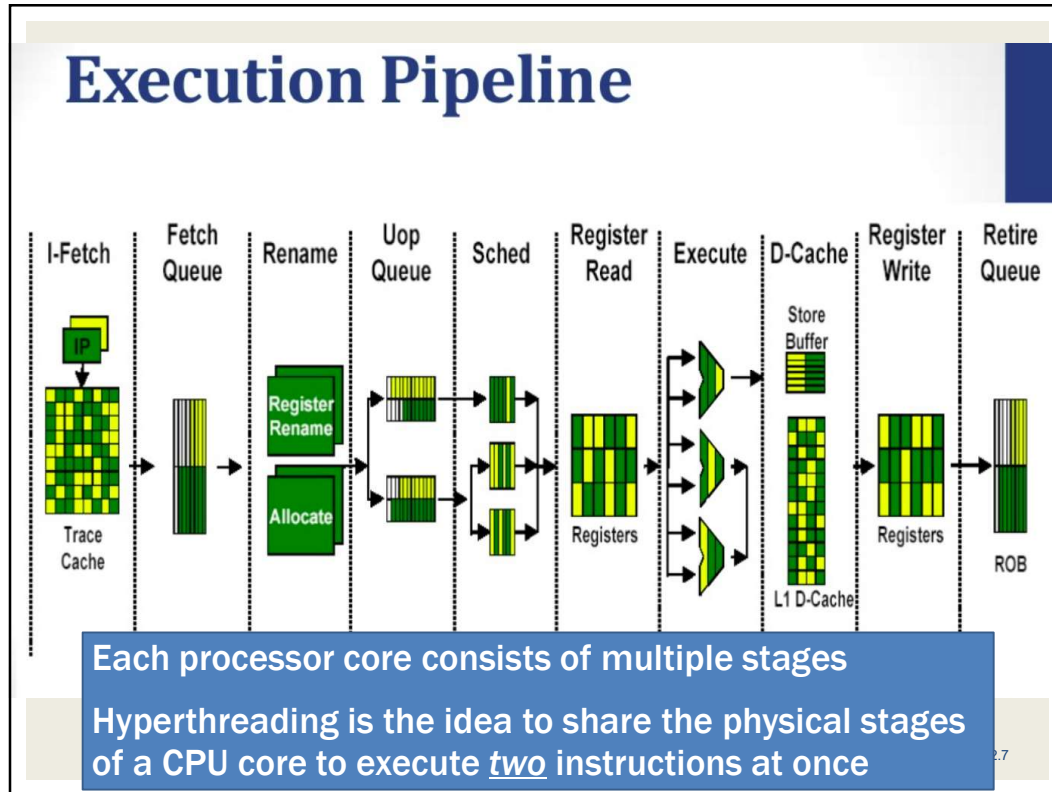 Execution Pipeline
I-Fetch
Fetch
Queue
Rename
Uop
Queue
Sched
Register
Read
Execute
D-Cache
Register
Write
Retire
Queue
IP
Trace
Cache
Register
Rename
Allocate
Registers
Store
Buffer
L1 D-Cache
Registers
ROB
Each processor core consists of multiple stages
Hyperthreading is the idea to share the physical stages
of a CPU core to execute two instructions at once
2.7